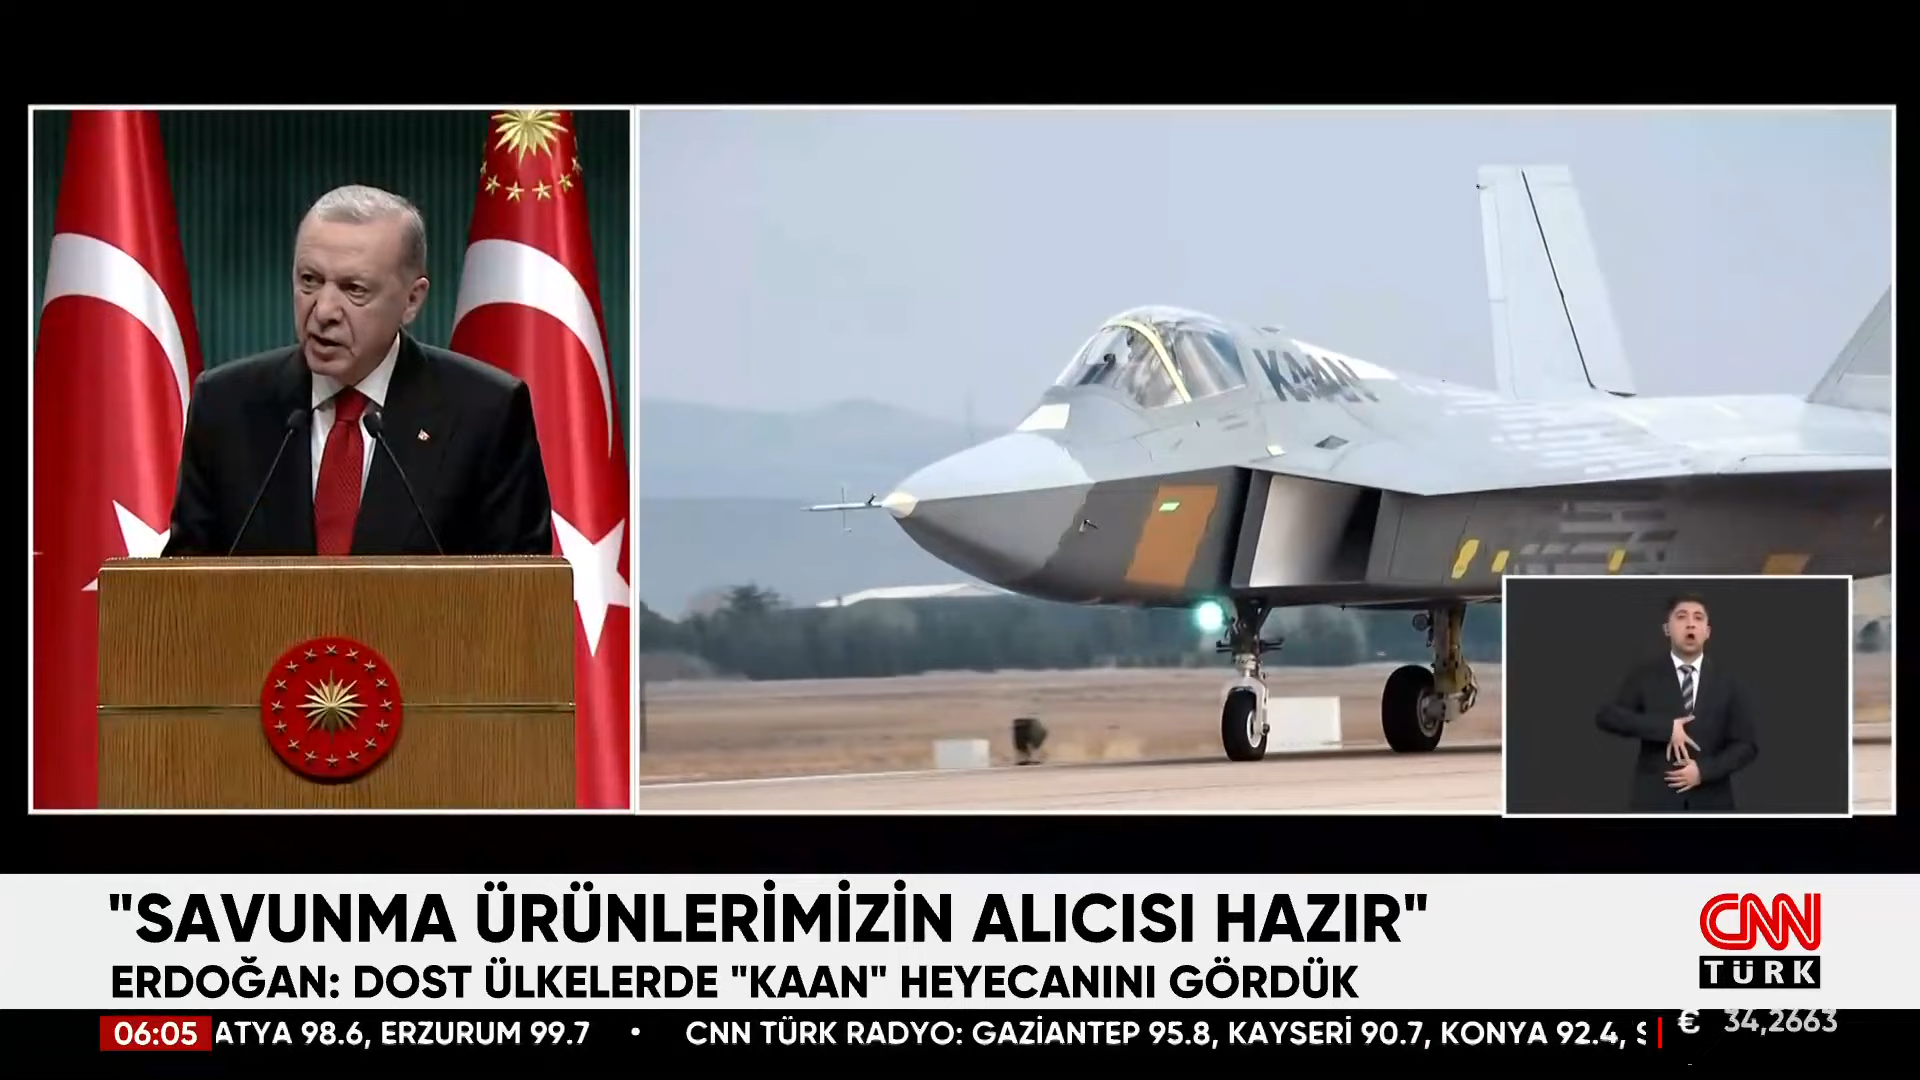 KAAN
"SAVUNMA ÜRÜNLERİMİZİN ALICISI HAZIR"
ERDOĞAN: DOST ÜLKELERDE "KAAN" HEYECANINI GÖRDÜK
CNN
TÜRK
06:05 ATYA 98.6, ERZURUM 99.7 • CNN TÜRK RADYO: GAZİANTEP 95.8, KAYSERİ 90.7, KONYA 92.4, S € 34,2663